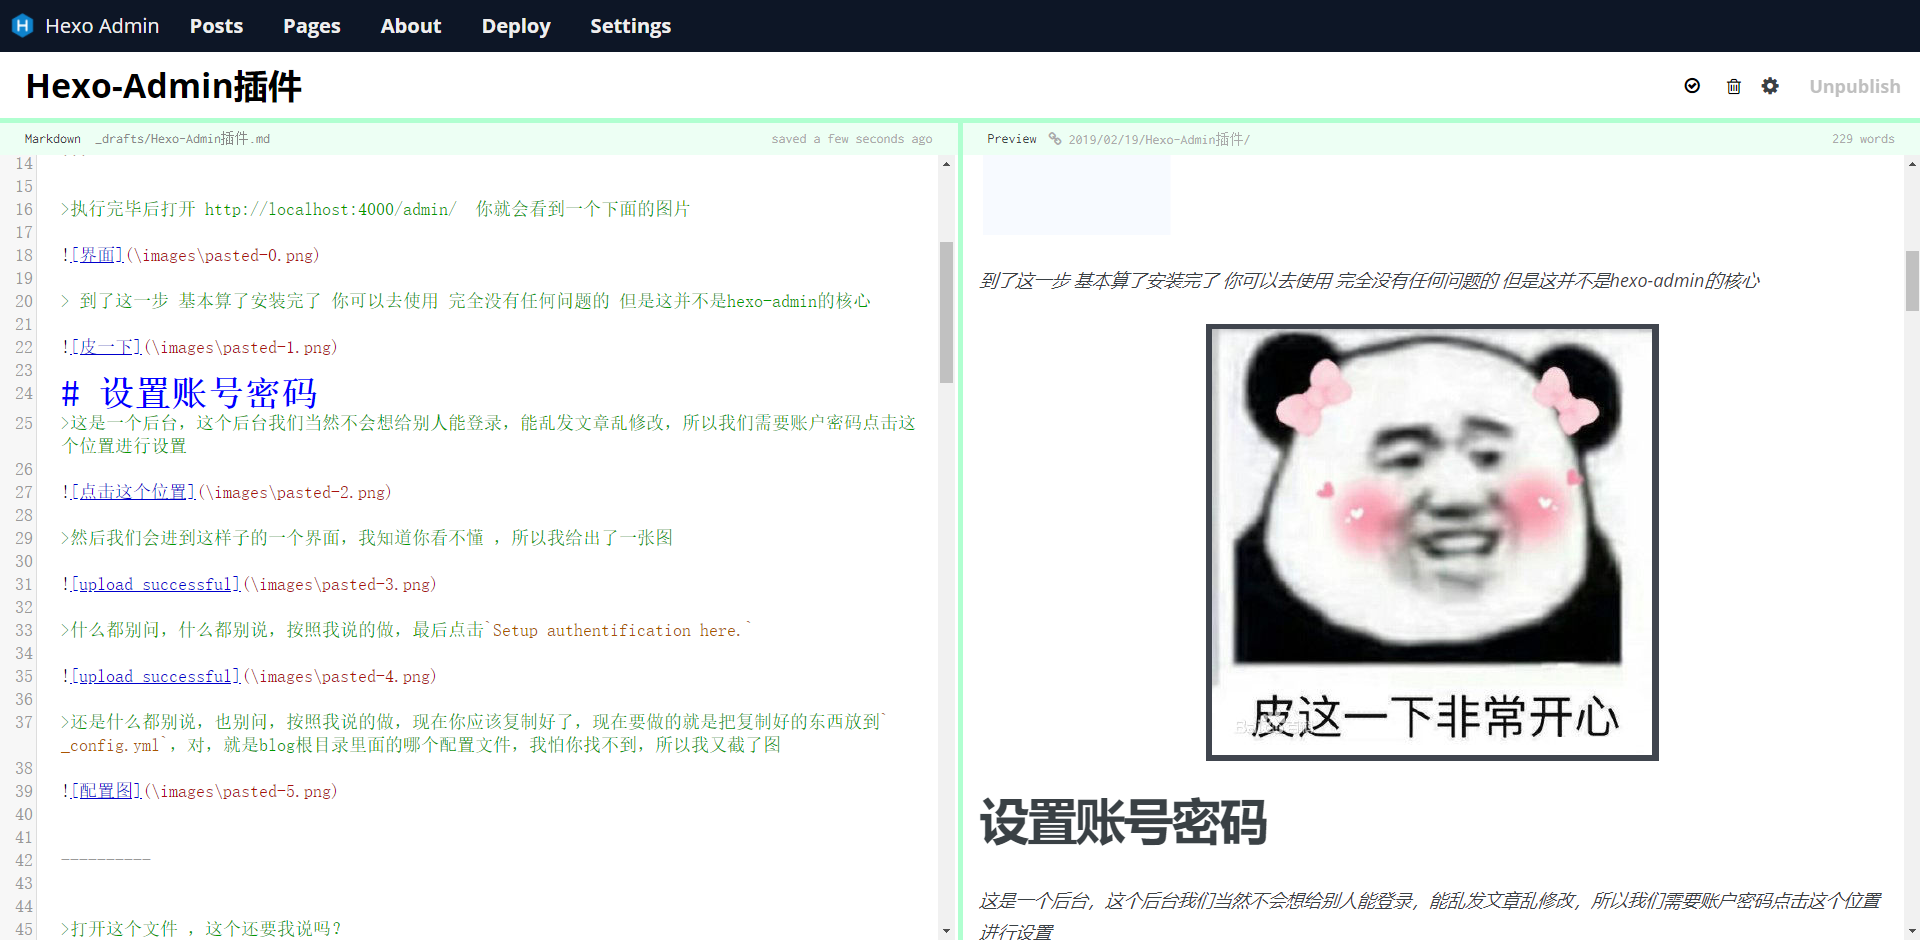 Hexo Admin Posts Pages About Deploy Settings
Hexo-Admin插件
Unpublish
Markdown _drafts/Hexo-Admin插件.md saved a few seconds ago
14
15
16 >执行完毕后打开 http://localhost:4000/admin/ 你就会看到一个下面的图片
17
18 ![界面](\images\pasted-0.png)
19
20 > 到了这一步 基本算了安装完了 你可以去使用 完全没有任何问题的 但是这并不是hexo-admin的核心
21
22 ![皮一下](\images\pasted-1.png)
23
24 # 设置账号密码
25 >这是一个后台，这个后台我们当然不会想给别人能登录，能乱发文章乱修改，所以我们需要账户密码点击这
个位置进行设置
26
27 ![点击这个位置](\images\pasted-2.png)
28
29 >然后我们会进到这样子的一个界面，我知道你看不懂 ，所以我给出了一张图
30
31 ![upload successful](\images\pasted-3.png)
32
33 >什么都别问，什么都别说，按照我说的做，最后点击`Setup authentification here.`
34
35 ![upload successful](\images\pasted-4.png)
36
37 >还是什么都别说，也别问，按照我说的做，现在你应该复制好了，现在要做的就是把复制好的东西放到`
_config.yml`，对，就是blog根目录里面的哪个配置文件，我怕你找不到，所以我又截了图
38
39 ![配置图](\images\pasted-5.png)
40
41
42 ----------
43
44
45 >打开这个文件 ，这个还要我说吗？
Preview 2019/02/19/Hexo-Admin插件/ 229 words
到了这一步 基本算了安装完了 你可以去使用 完全没有任何问题的 但是这并不是hexo-admin的核心
皮这一下非常开心
设置账号密码
这是一个后台，这个后台我们当然不会想给别人能登录，能乱发文章乱修改，所以我们需要账户密码点击这个位置
进行设置